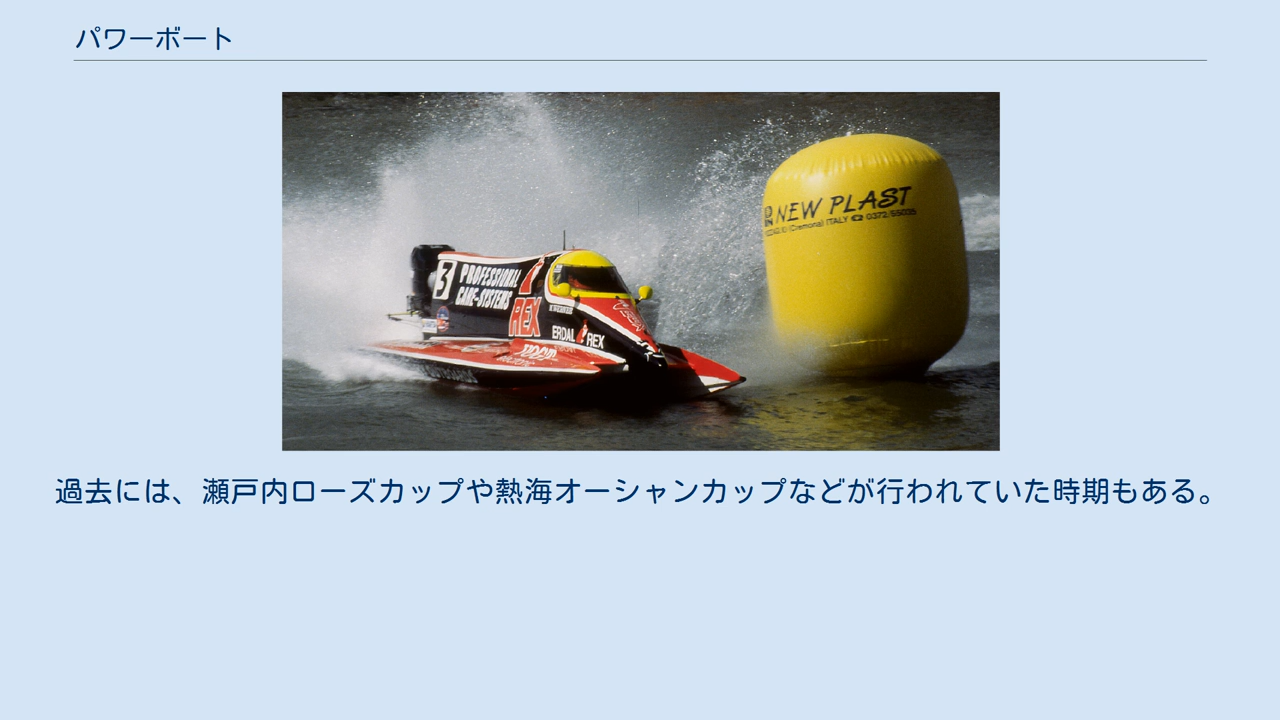 パワーボート
NEW PLAST
(Cremona) ITALY
3
PROFESSIONAL
CARE-SYSTEMS
REX
ERDAL REX
過去には、瀬戸内ローズカップや熱海オーシャンカップなどが行われていた時期もある。